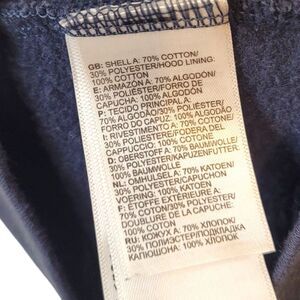 GB: SHELL A: 70% COTTON/
30% POLYESTER/HOOD LINING:
100% COTTON
E: ARMAZÓN A: 70% ALGODÓN/
30% POLIÉSTER/FORRO DE
CAPUCHA: 100% ALGODÓN
P: TECIDO PRINCIPAL A:
70% ALGODÃO/30% POLIÉSTER/
FORRO DO CAPUZ: 100% ALGODÃO
I: RIVESTIMENTO A: 70% COTONE/
30% POLIESTERE/FODERA DEL
CAPPUCCIO: 100% COTONE
D: OBERSTOFF A: 70% BAUMWOLLE/
30% POLYESTER/KAPUZENFUTTER:
100% BAUMWOLLE
NL: OMHULSEL A: 70% KATOEN/
30% POLYESTER/CAPUCHON
VOERING: 100% KATOEN
F: ÉTOFFE EXTÉRIEURE A:
70% COTON/30% POLYESTER/
DOUBLURE DE LA CAPUCHE:
100% COTON
RU: КОЖУХ A: 70% ХЛОПОК/
30% ПОЛИЭСТЕР/ПОДКЛАДКА
КАПЮШОНА: 100% ХЛОПОК